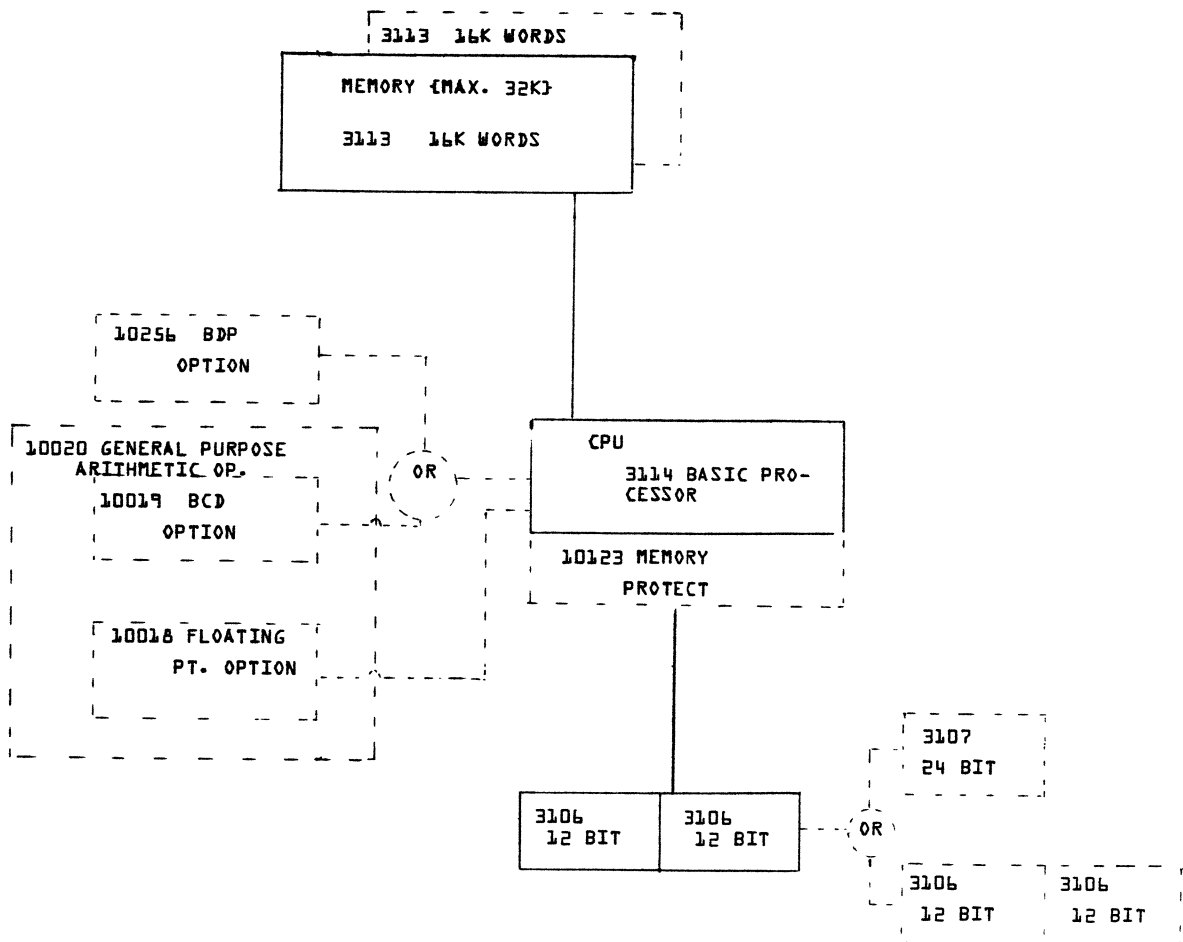 3113 16K WORDS
MEMORY {MAX. 32K}
3113 16K WORDS
10256 BDP
OPTION
10020 GENERAL PURPOSE
ARITHMETIC OP.
10019 BCD
OPTION
10018 FLOATING
PT. OPTION
OR
CPU
3114 BASIC PRO-
CESSOR
10123 MEMORY
PROTECT
3106
12 BIT
3106
12 BIT
OR
3107
24 BIT
3106
12 BIT
3106
12 BIT